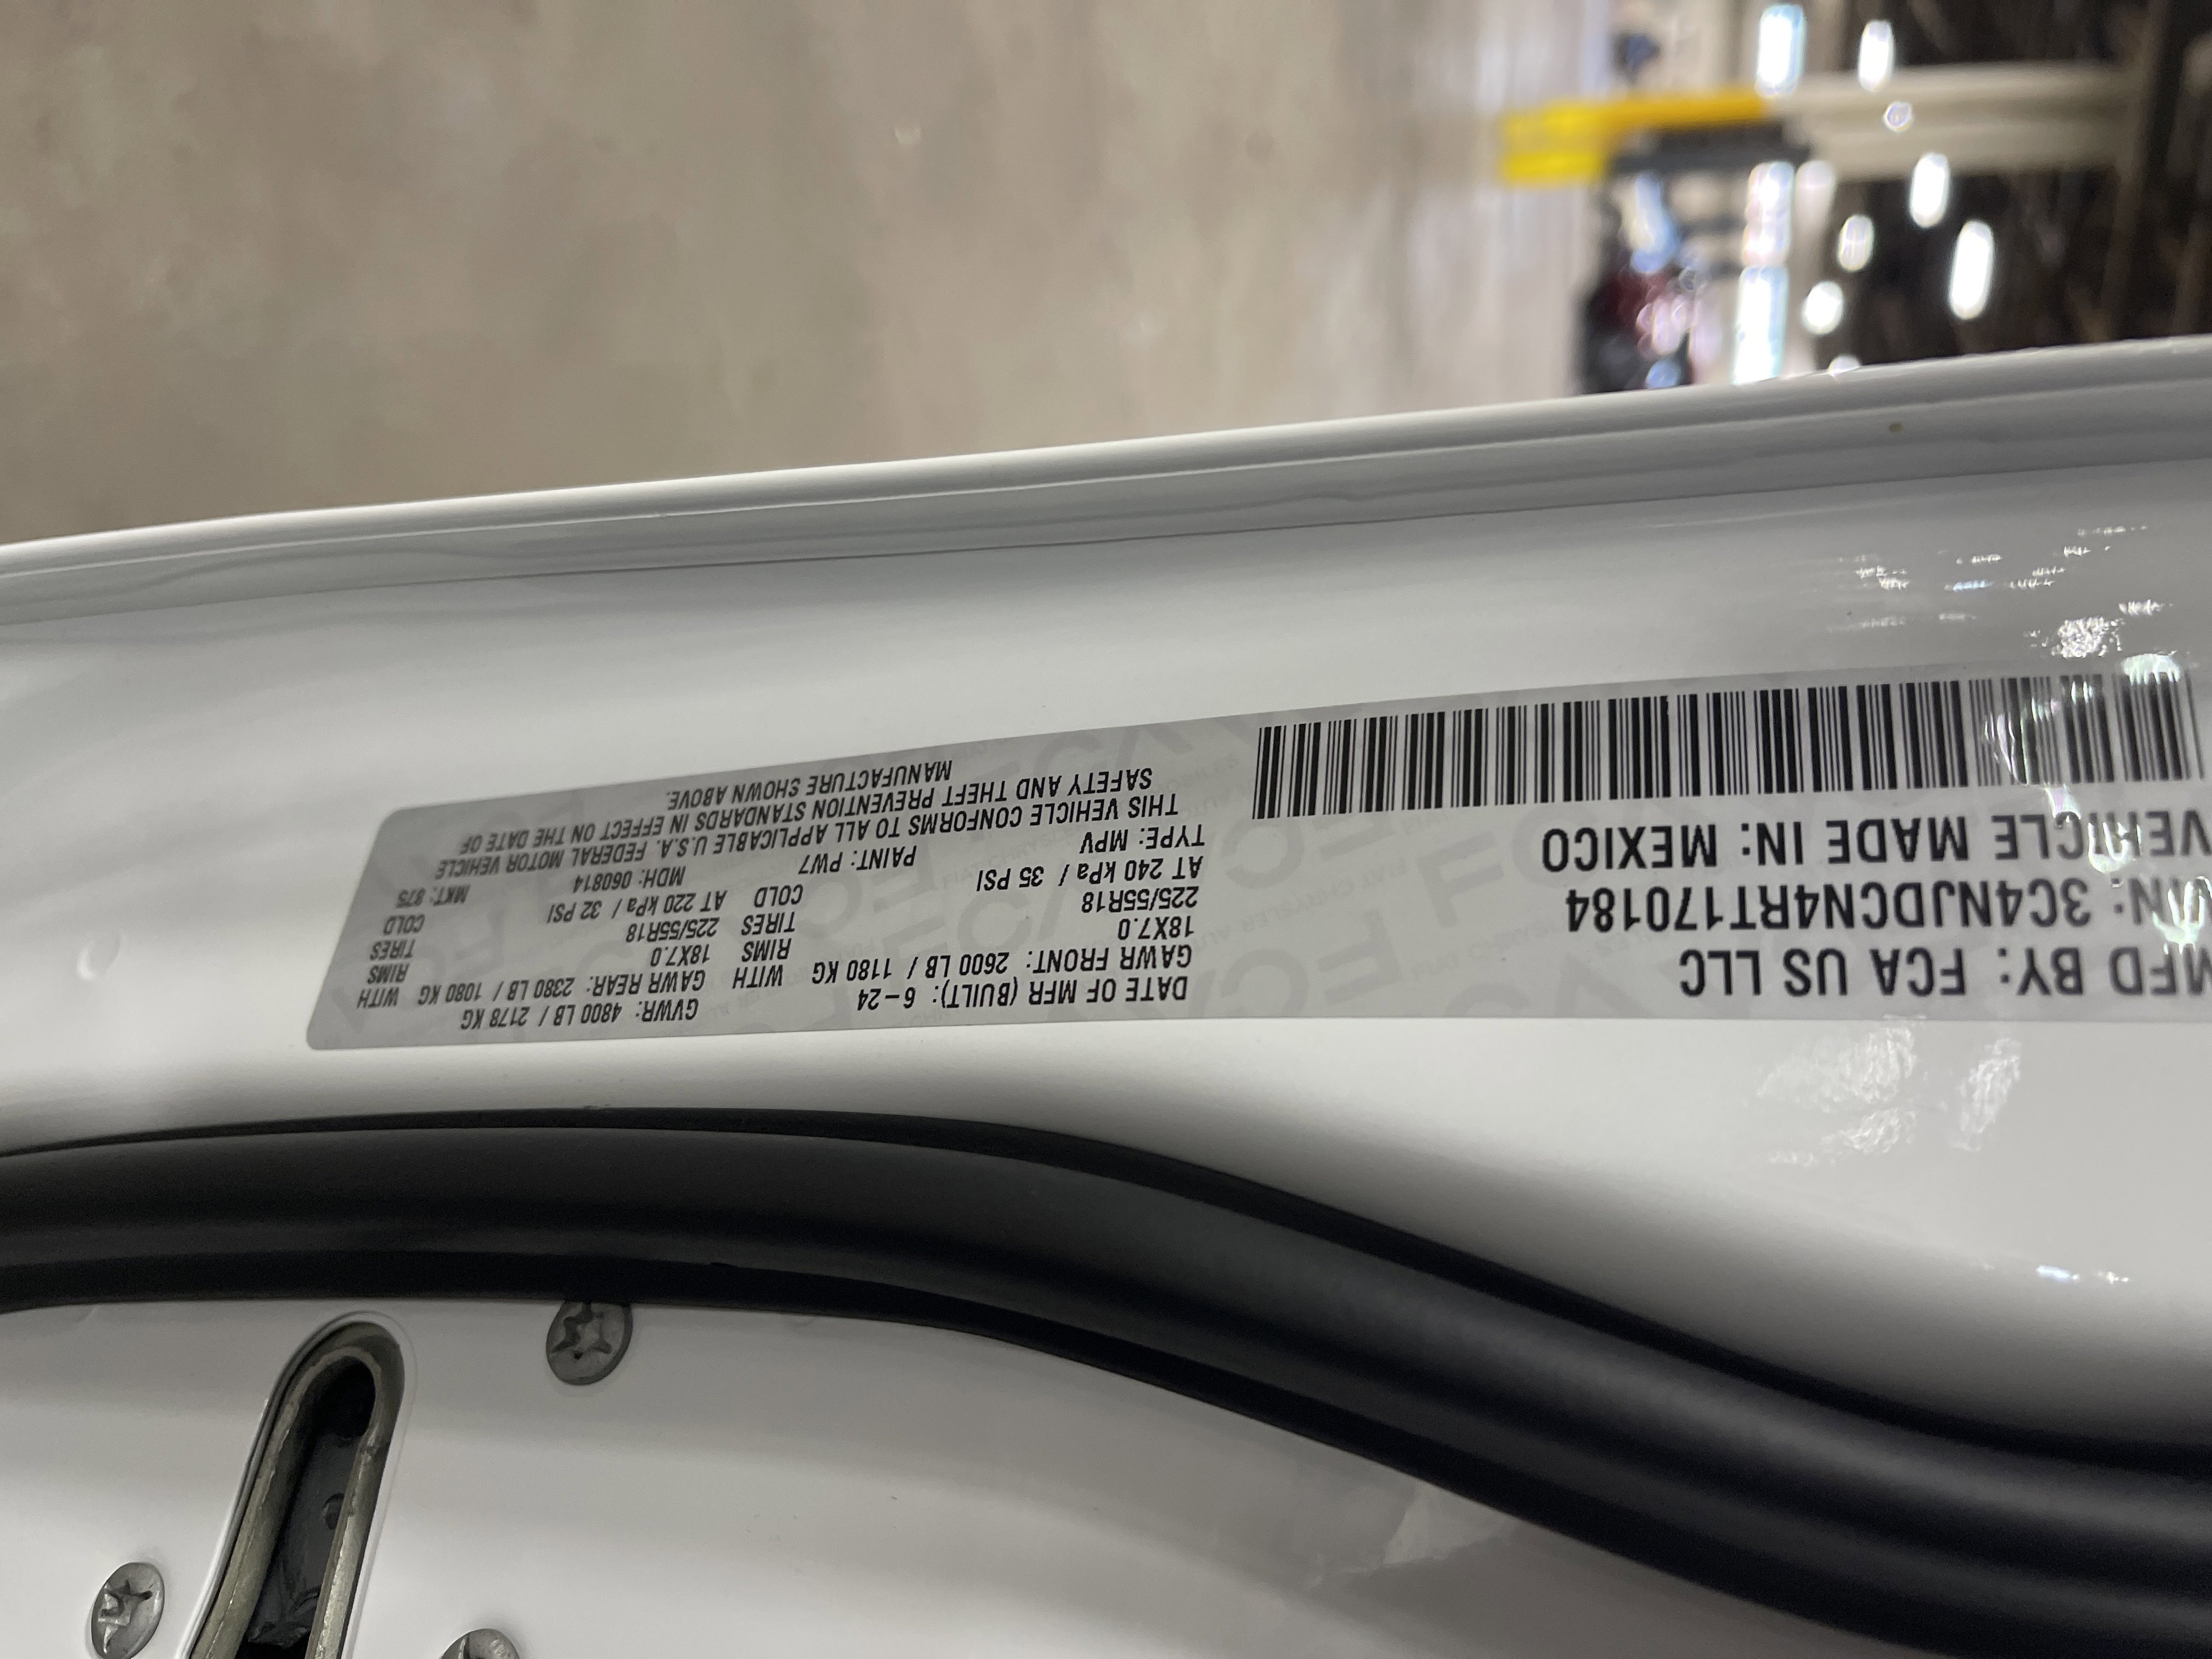 MFD BY: FCA US LLC
VIN: 3C4NJDCN4RT170184
VEHICLE MADE IN: MEXICO
DATE OF MFR (BUILT): 6-24 GVWR: 4800 LB / 2178 KG
GAWR FRONT: 2600 LB / 1180 KG WITH GAWR REAR: 2380 LB / 1080 KG WITH
18X7.0 RIMS 18X7.0 RIMS
225/55R18 TIRES 225/55R18 TIRES
AT 240 kPa / 35 PSI COLD AT 220 kPa / 32 PSI COLD
TYPE: MPV PAINT: PW7 MDH: 060814 MKT: 875
THIS VEHICLE CONFORMS TO ALL APPLICABLE U.S.A. FEDERAL MOTOR VEHICLE
SAFETY AND THEFT PREVENTION STANDARDS IN EFFECT ON THE DATE OF
MANUFACTURE SHOWN ABOVE.